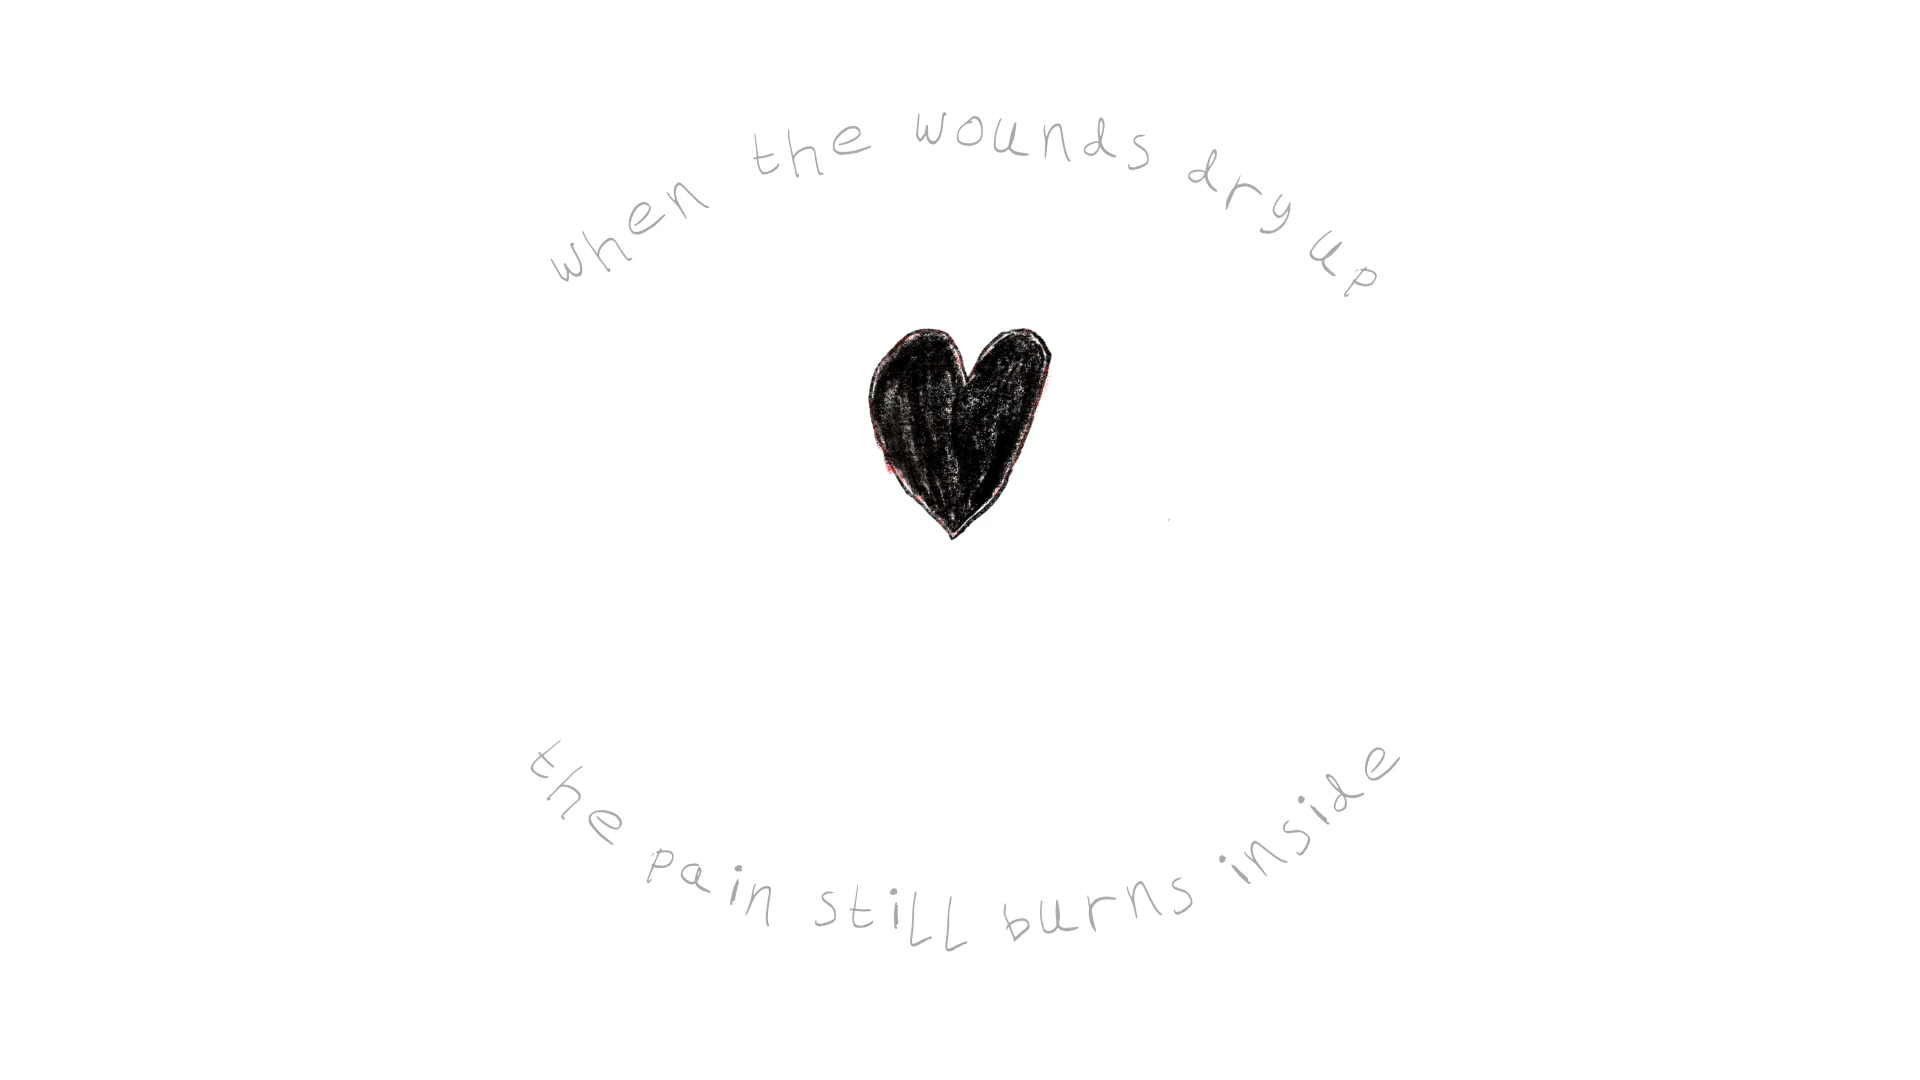 when the wounds dry up
the pain still burns inside